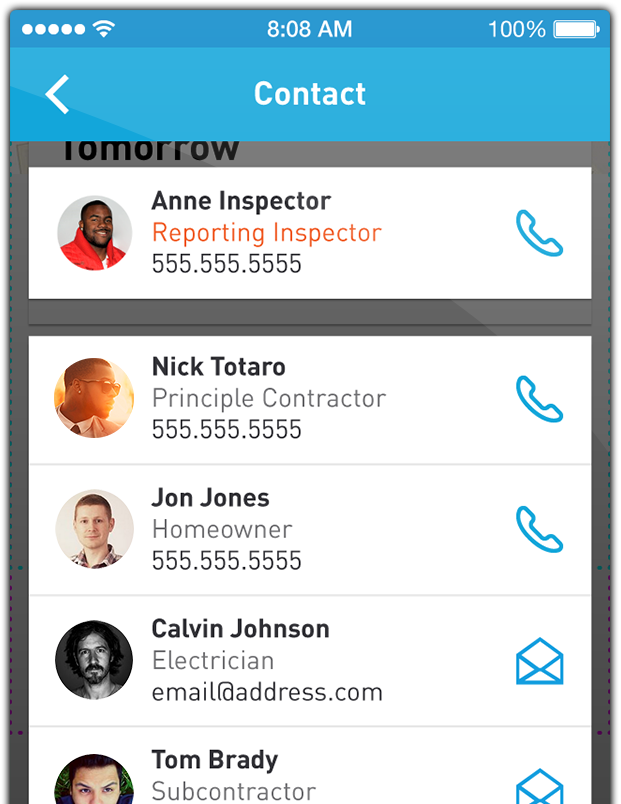 8:08 AM 100%
Contact
Tomorrow
Anne Inspector
Reporting Inspector
555.555.5555
Nick Totaro
Principle Contractor
555.555.5555
Jon Jones
Homeowner
555.555.5555
Calvin Johnson
Electrician
email@address.com
Tom Brady
Subcontractor